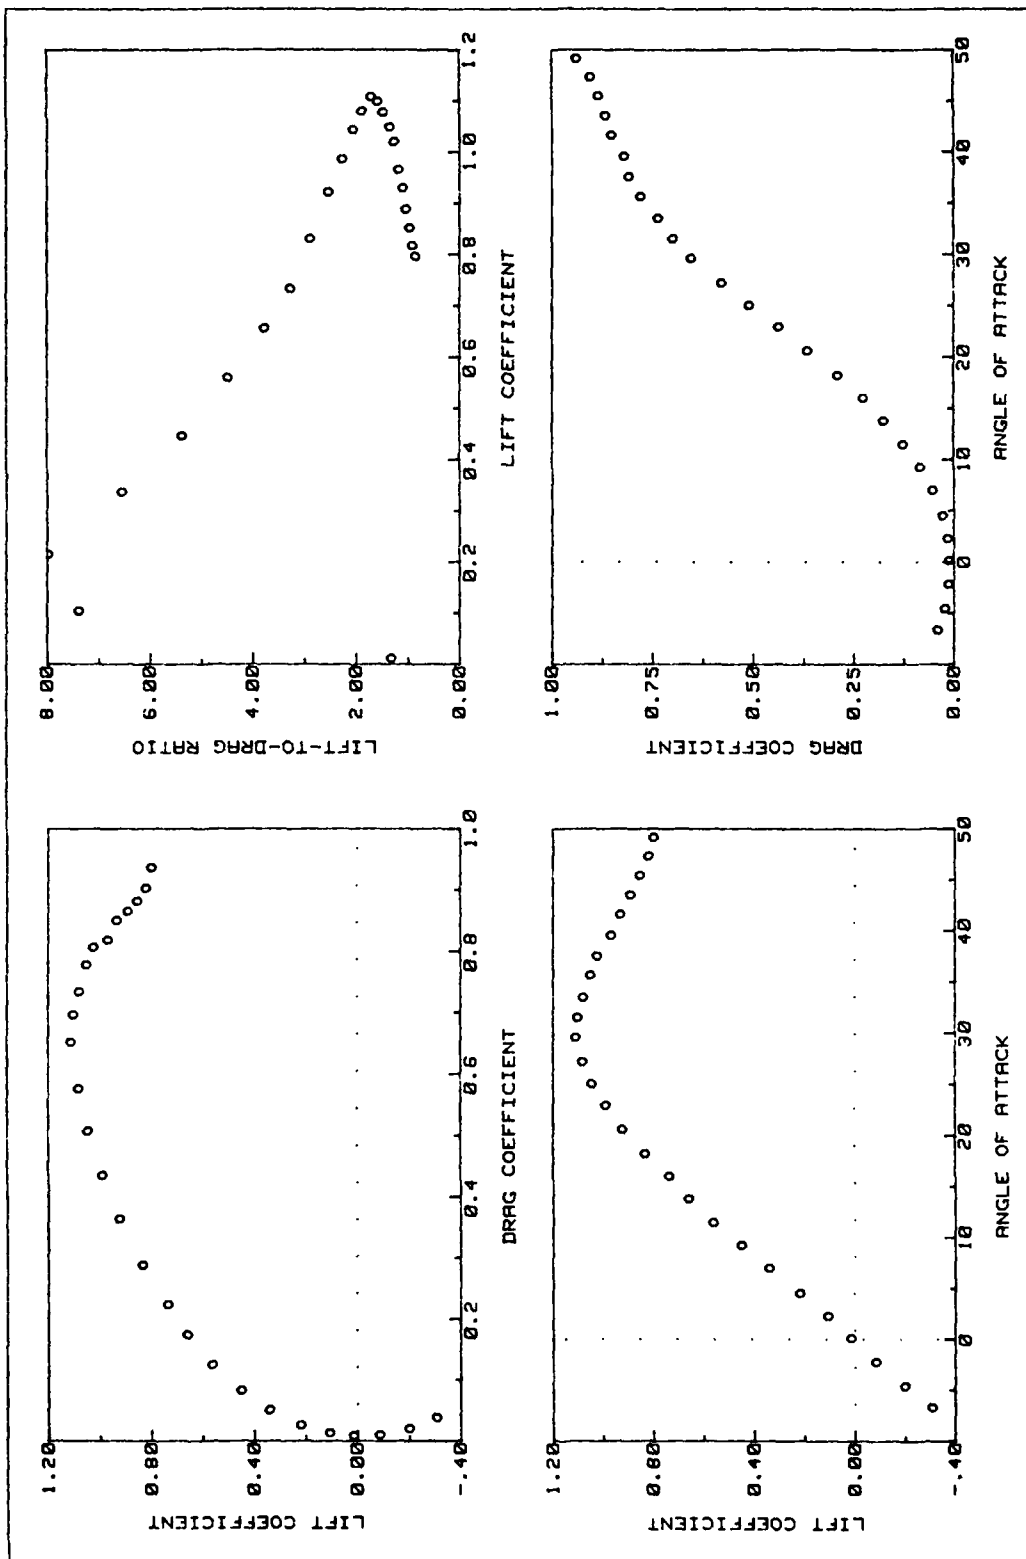 LIFT COEFFICIENT
1.20
0.80
0.40
0.00
-.40
0.2 0.4 0.6 0.8 1.0
DRAG COEFFICIENT
LIFT-TO-DRAG RATIO
8.00
6.00
4.00
2.00
0.00
0.2 0.4 0.6 0.8 1.0 1.2
LIFT COEFFICIENT
LIFT COEFFICIENT
1.20
0.80
0.40
0.00
-.40
0 10 20 30 40 50
ANGLE OF ATTACK
DRAG COEFFICIENT
1.00
0.75
0.50
0.25
0.00
0 10 20 30 40 50
ANGLE OF ATTACK